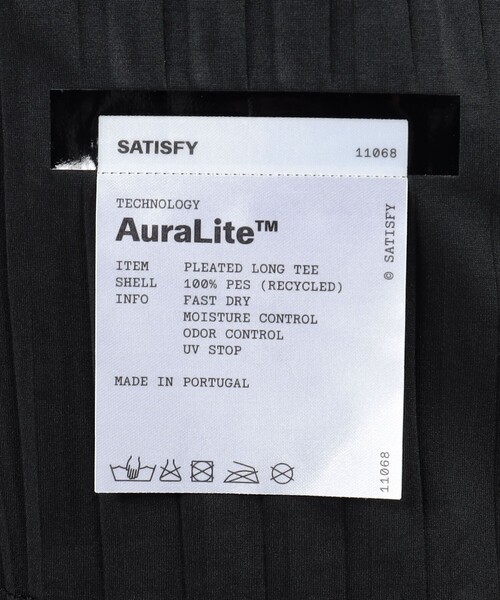 SATISFY 11068
TECHNOLOGY
AuraLite™
ITEM PLEATED LONG TEE
SHELL 100% PES (RECYCLED)
INFO FAST DRY
MOISTURE CONTROL
ODOR CONTROL
UV STOP
MADE IN PORTUGAL
© SATISFY
11068